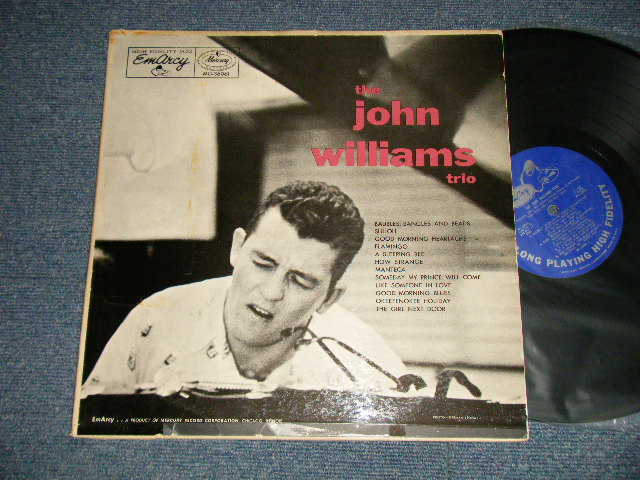 HIGH FIDELITY JAZZ
EmArcy
Mercury
MG-36061
the
john
williams
trio
BAUBLES, BANGLES AND BEADS
SHILOH
GOOD MORNING HEARTACHE
FLAMINGO
A SLEEPING BEE
HOW STRANGE
MANTECA
SOMEDAY MY PRINCE WILL COME
LIKE SOMEONE IN LOVE
GOOD MORNING BLUES
OKEEFENOKEE HOLIDAY
THE GIRL NEXT DOOR
EmArcy . . A PRODUCT OF MERCURY RECORD CORPORATION, CHICAGO, ILLINOIS
LONG PLAYING HIGH FIDELITY